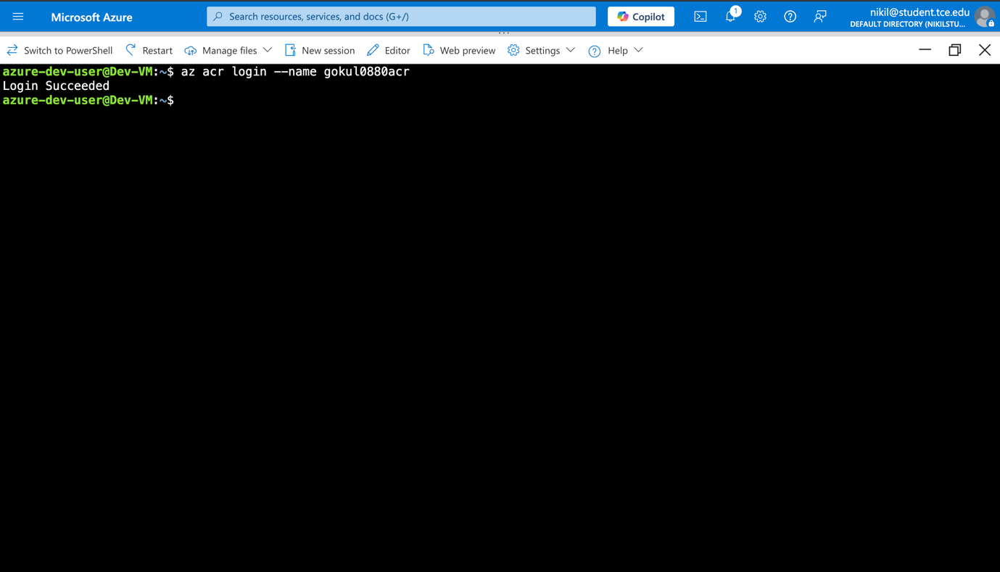 Microsoft Azure
Search resources, services, and docs (G+/)
Copilot
1
nikil@student.tce.edu
DEFAULT DIRECTORY (NIKILSTU...
Switch to PowerShell
Restart
Manage files
New session
Editor
Web preview
Settings
Help
azure-dev-user@Dev-VM:~$ az acr login --name gokul0880acr
Login Succeeded
azure-dev-user@Dev-VM:~$